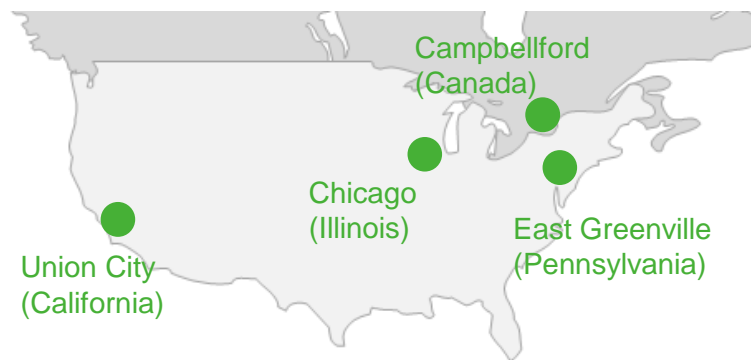 Campbellford
(Canada)
Chicago
(Illinois)
East Greenville
(Pennsylvania)
Union City
(California)